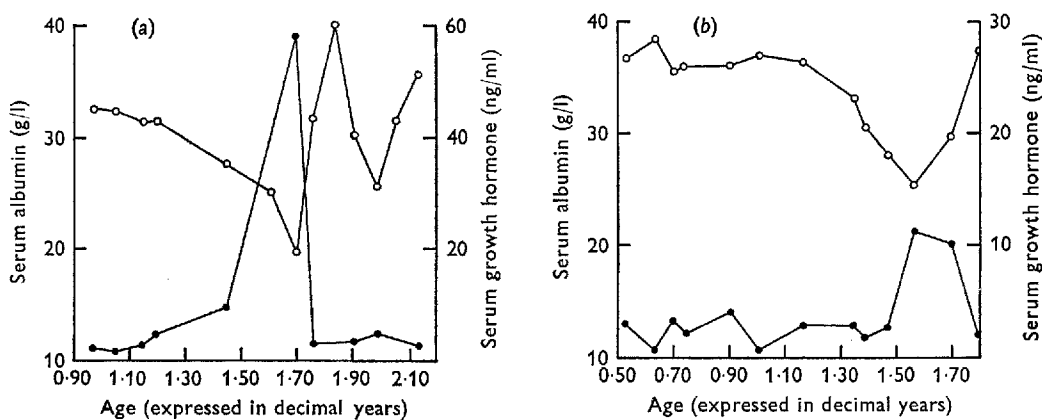 (a)
Serum albumin (g/l)
40
30
20
10
60
40
20
0
Serum growth hormone (ng/ml)
0·90 1·10 1·30 1·50 1·70 1·90 2·10
Age (expressed in decimal years)
(b)
Serum albumin (g/l)
40
30
20
10
30
20
10
0
Serum growth hormone (ng/ml)
0·50 0·70 0·90 1·10 1·30 1·50 1·70
Age (expressed in decimal years)